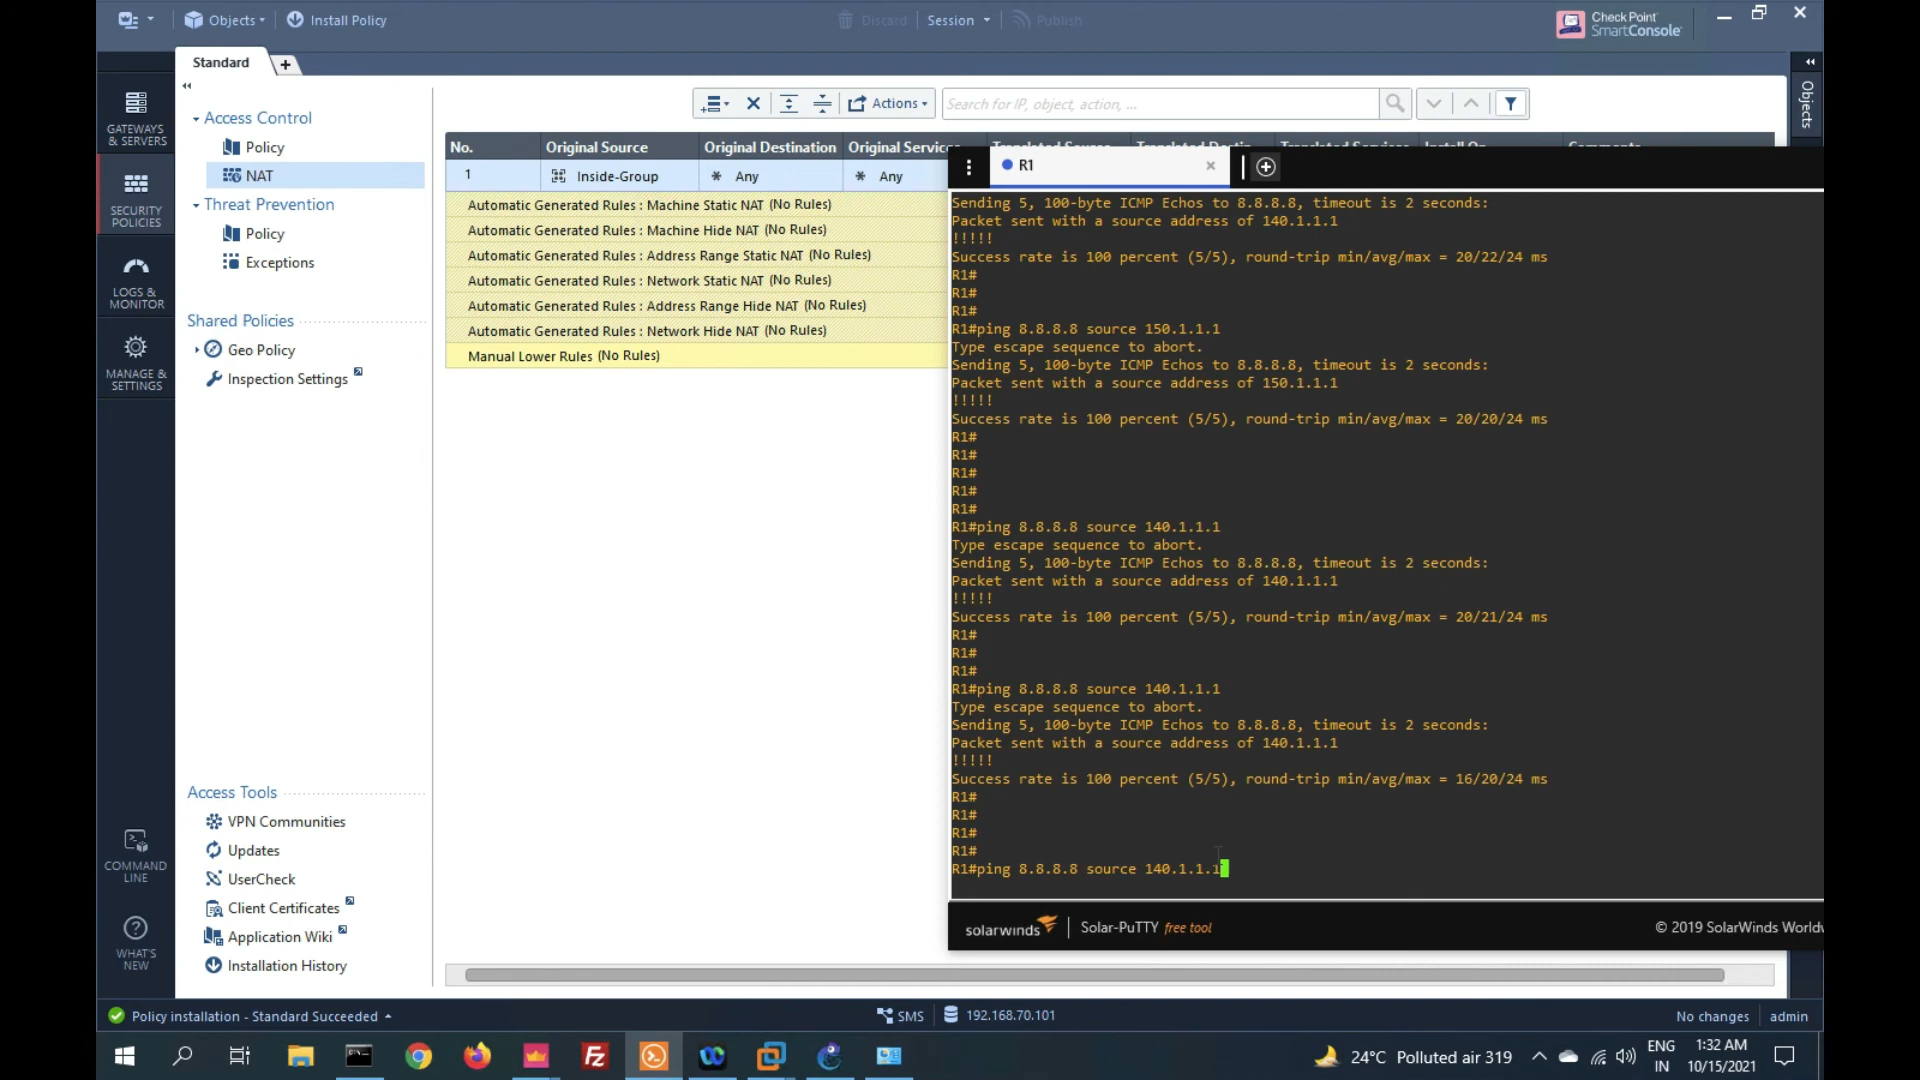 Objects
Install Policy
Discard
Session
Publish
Check Point
SmartConsole
Standard
GATEWAYS
& SERVERS
SECURITY
POLICIES
LOGS &
MONITOR
MANAGE &
SETTINGS
COMMAND
LINE
WHAT'S
NEW
Access Control
Policy
NAT
Threat Prevention
Policy
Exceptions
Shared Policies
Geo Policy
Inspection Settings
Access Tools
VPN Communities
Updates
UserCheck
Client Certificates
Application Wiki
Installation History
Actions
Search for IP, object, action, ...
Objects
No. Original Source Original Destination Original Services
1 Inside-Group * Any * Any
Automatic Generated Rules : Machine Static NAT (No Rules)
Automatic Generated Rules : Machine Hide NAT (No Rules)
Automatic Generated Rules : Address Range Static NAT (No Rules)
Automatic Generated Rules : Network Static NAT (No Rules)
Automatic Generated Rules : Address Range Hide NAT (No Rules)
Automatic Generated Rules : Network Hide NAT (No Rules)
Manual Lower Rules (No Rules)
R1
Sending 5, 100-byte ICMP Echos to 8.8.8.8, timeout is 2 seconds:
Packet sent with a source address of 140.1.1.1
!!!!!
Success rate is 100 percent (5/5), round-trip min/avg/max = 20/22/24 ms
R1#
R1#
R1#
R1#ping 8.8.8.8 source 150.1.1.1
Type escape sequence to abort.
Sending 5, 100-byte ICMP Echos to 8.8.8.8, timeout is 2 seconds:
Packet sent with a source address of 150.1.1.1
!!!!!
Success rate is 100 percent (5/5), round-trip min/avg/max = 20/20/24 ms
R1#
R1#
R1#
R1#
R1#
R1#ping 8.8.8.8 source 140.1.1.1
Type escape sequence to abort.
Sending 5, 100-byte ICMP Echos to 8.8.8.8, timeout is 2 seconds:
Packet sent with a source address of 140.1.1.1
!!!!!
Success rate is 100 percent (5/5), round-trip min/avg/max = 20/21/24 ms
R1#
R1#
R1#
R1#ping 8.8.8.8 source 140.1.1.1
Type escape sequence to abort.
Sending 5, 100-byte ICMP Echos to 8.8.8.8, timeout is 2 seconds:
Packet sent with a source address of 140.1.1.1
!!!!!
Success rate is 100 percent (5/5), round-trip min/avg/max = 16/20/24 ms
R1#
R1#
R1#
R1#
R1#ping 8.8.8.8 source 140.1.1.1
solarwinds
Solar-PuTTY free tool
© 2019 SolarWinds Worldw
Policy installation - Standard Succeeded
SMS
192.168.70.101
No changes
admin
24°C Polluted air 319
ENG
IN
1:32 AM
10/15/2021